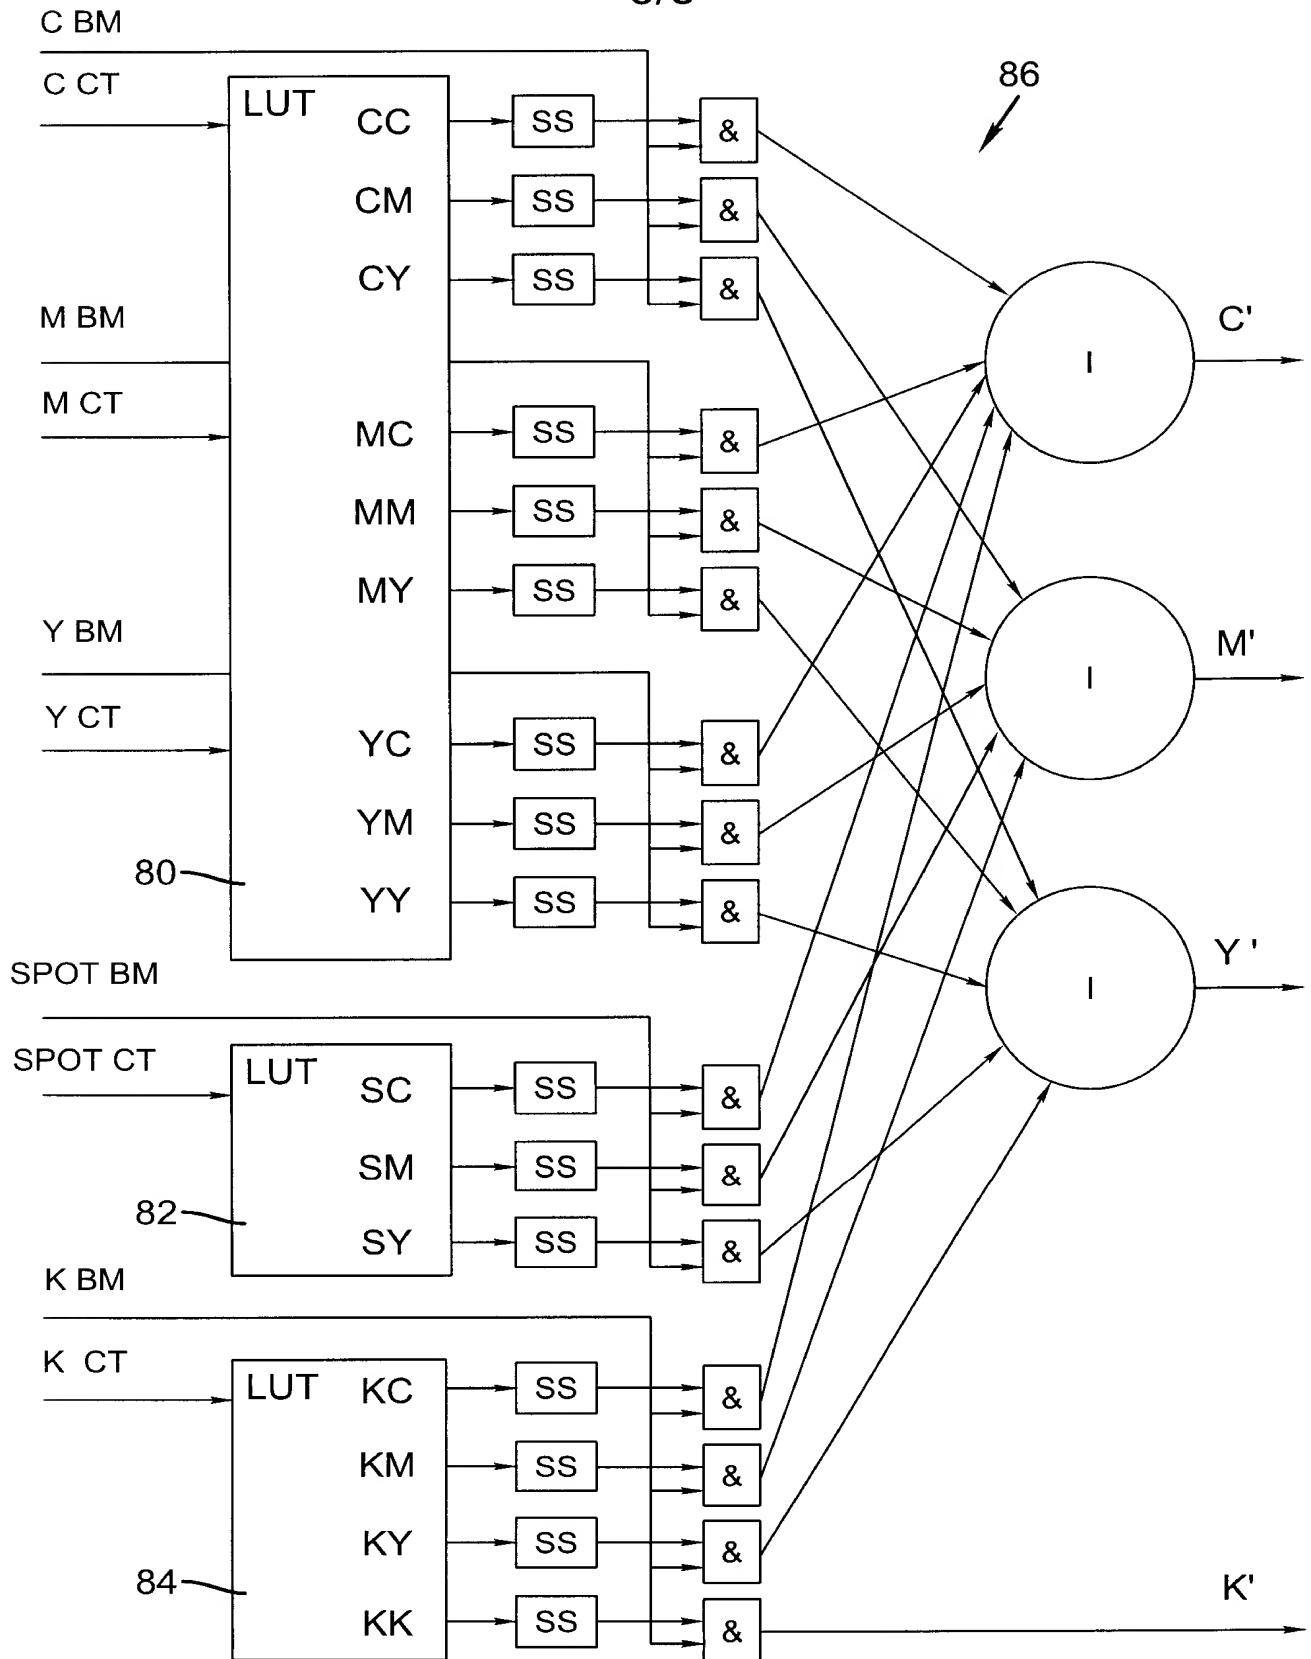 C BM
86
C CT
LUT CC SS &
CM SS &
CY SS &
M BM
C'
I
M CT
MC SS &
MM SS &
MY SS &
Y BM
M'
I
Y CT
YC SS &
YM SS &
80
YY SS &
SPOT BM
Y '
I
SPOT CT
LUT SC SS &
SM SS &
82
SY SS &
K BM
K CT
LUT KC SS &
KM SS &
KY SS &
84
K'
KK SS &